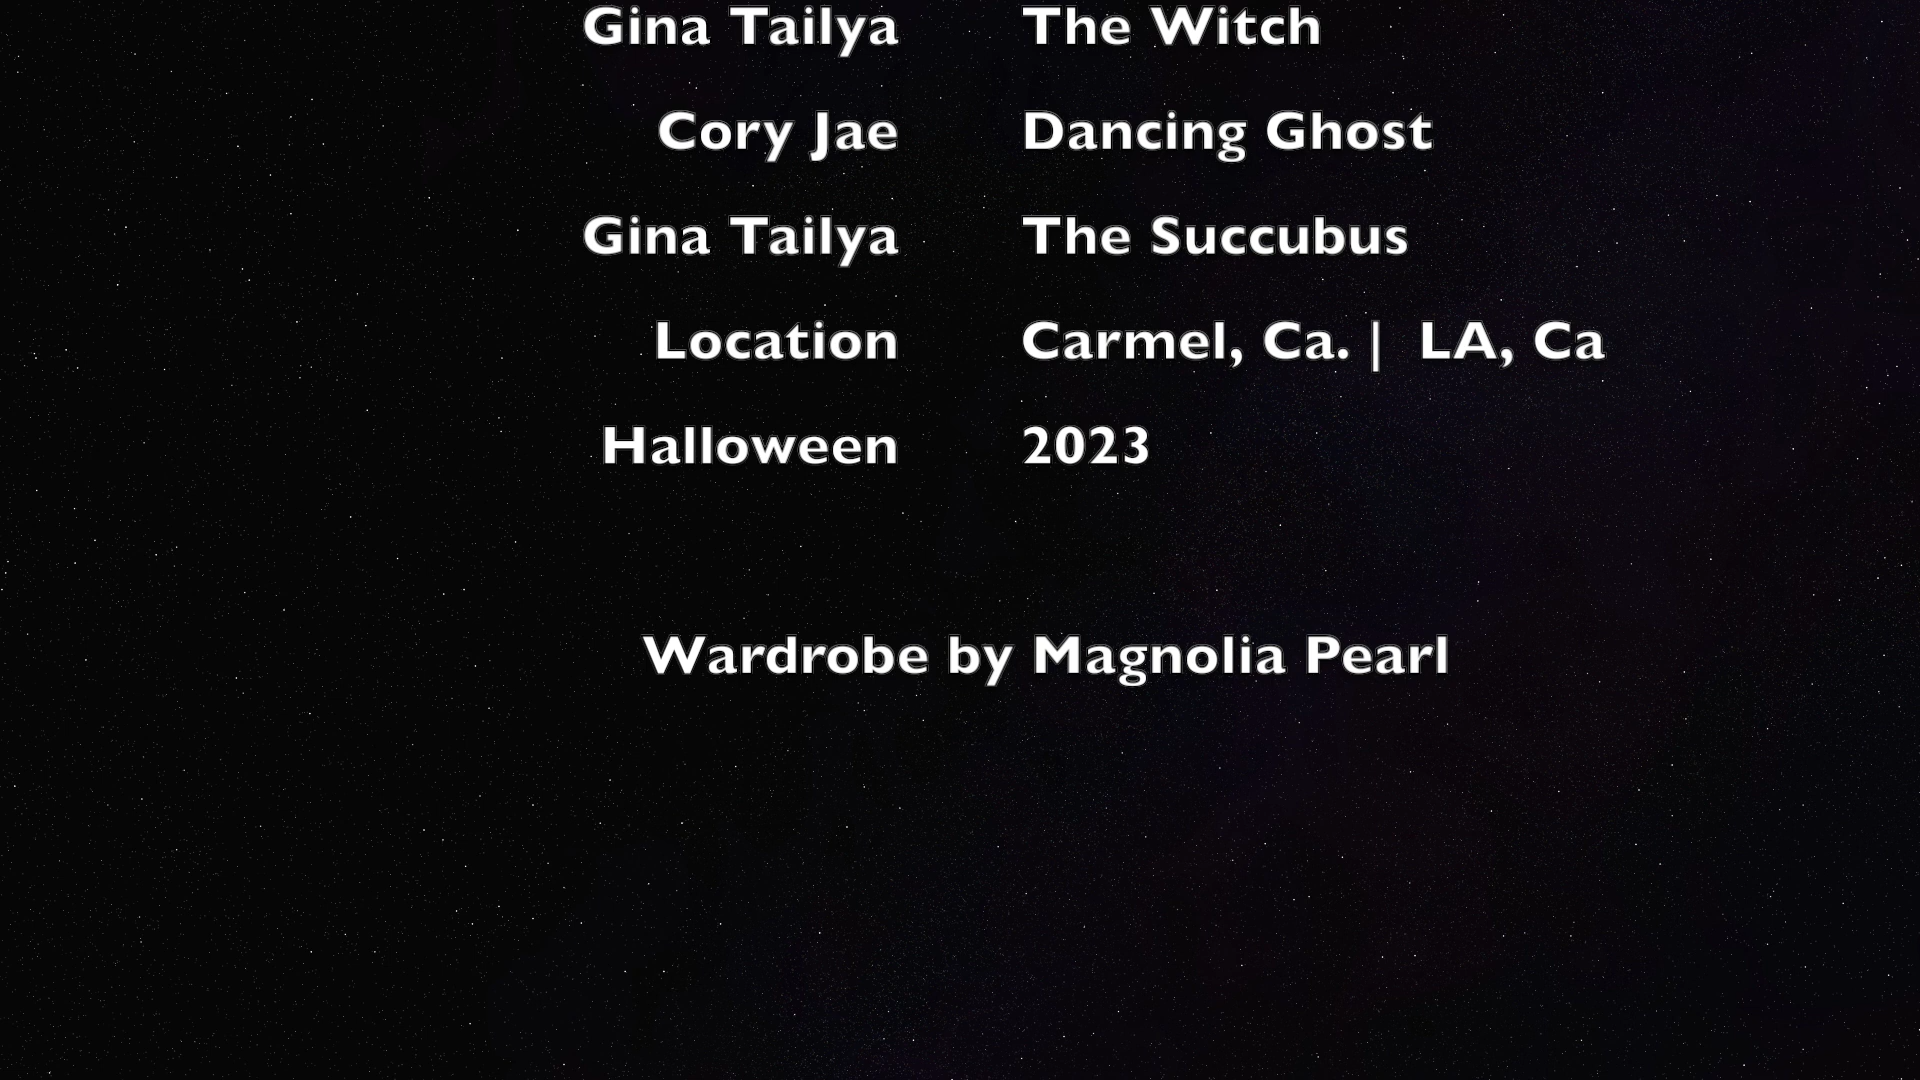 Gina Tailya The Witch
Cory Jae Dancing Ghost
Gina Tailya The Succubus
Location Carmel, Ca. | LA, Ca
Halloween 2023
Wardrobe by Magnolia Pearl